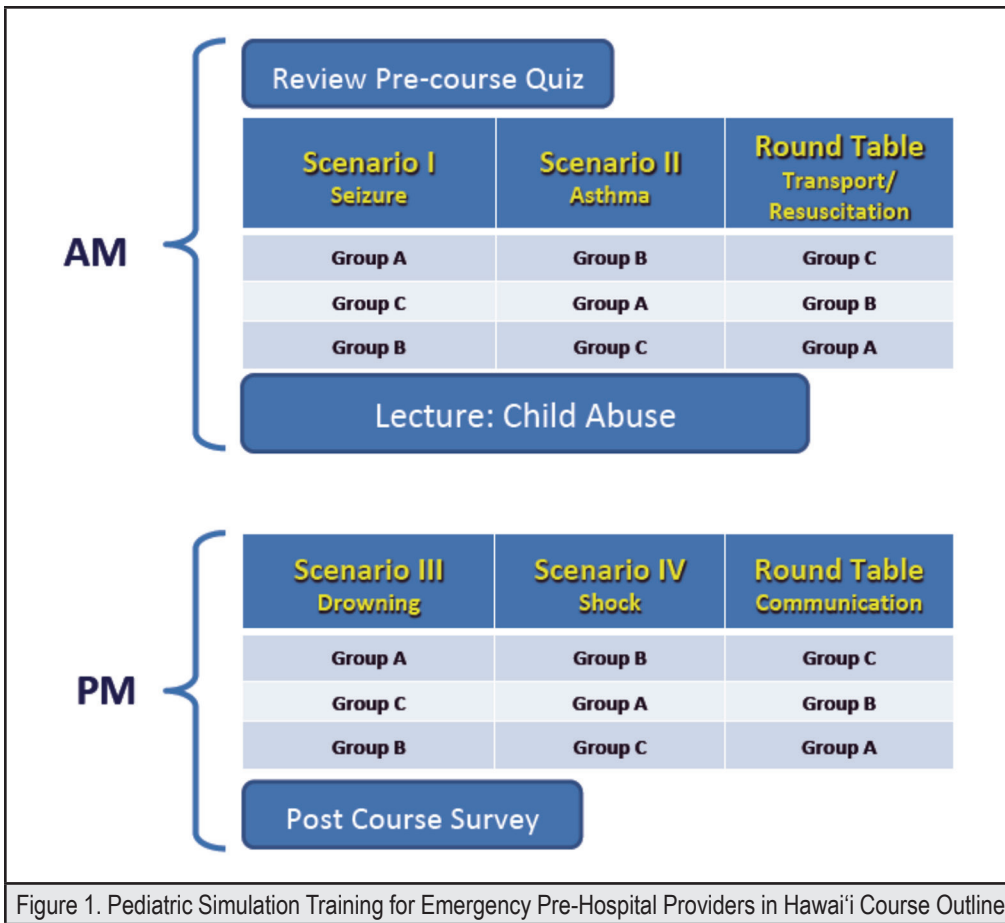 Review Pre-course Quiz
AM
Scenario I
Seizure
Scenario II
Asthma
Round Table
Transport/
Resuscitation
Group A
Group B
Group C
Group C
Group A
Group B
Group B
Group C
Group A
Lecture: Child Abuse
PM
Scenario III
Drowning
Scenario IV
Shock
Round Table
Communication
Group A
Group B
Group C
Group C
Group A
Group B
Group B
Group C
Group A
Post Course Survey
Figure 1. Pediatric Simulation Training for Emergency Pre-Hospital Providers in Hawai‘i Course Outline